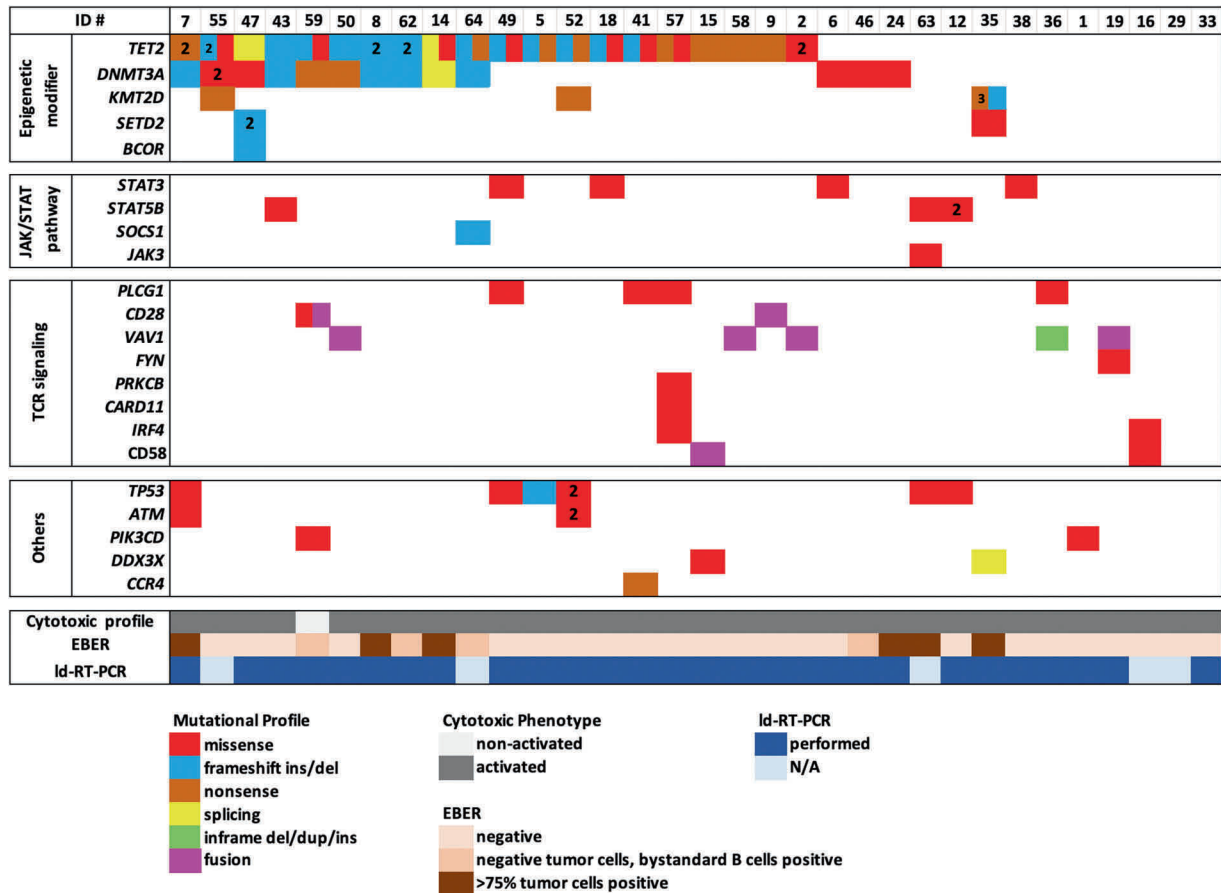 ID # 7 55 47 43 59 50 8 62 14 64 49 5 52 18 41 57 15 58 9 2 6 46 24 63 12 35 38 36 1 19 16 29 33
Epigenetic modifier
TET2 2 2 2 2 2
DNMT3A 2
KMT2D 3
SETD2 2
BCOR
JAK/STAT pathway
STAT3
STAT5B 2
SOCS1
JAK3
TCR signaling
PLCG1
CD28
VAV1
FYN
PRKCB
CARD11
IRF4
CD58
Others
TP53 2
ATM 2
PIK3CD
DDX3X
CCR4
Cytotoxic profile
EBER
ld-RT-PCR
Mutational Profile
missense
frameshift ins/del
nonsense
splicing
inframe del/dup/ins
fusion
Cytotoxic Phenotype
non-activated
activated
EBER
negative
negative tumor cells, bystandard B cells positive
>75% tumor cells positive
ld-RT-PCR
performed
N/A